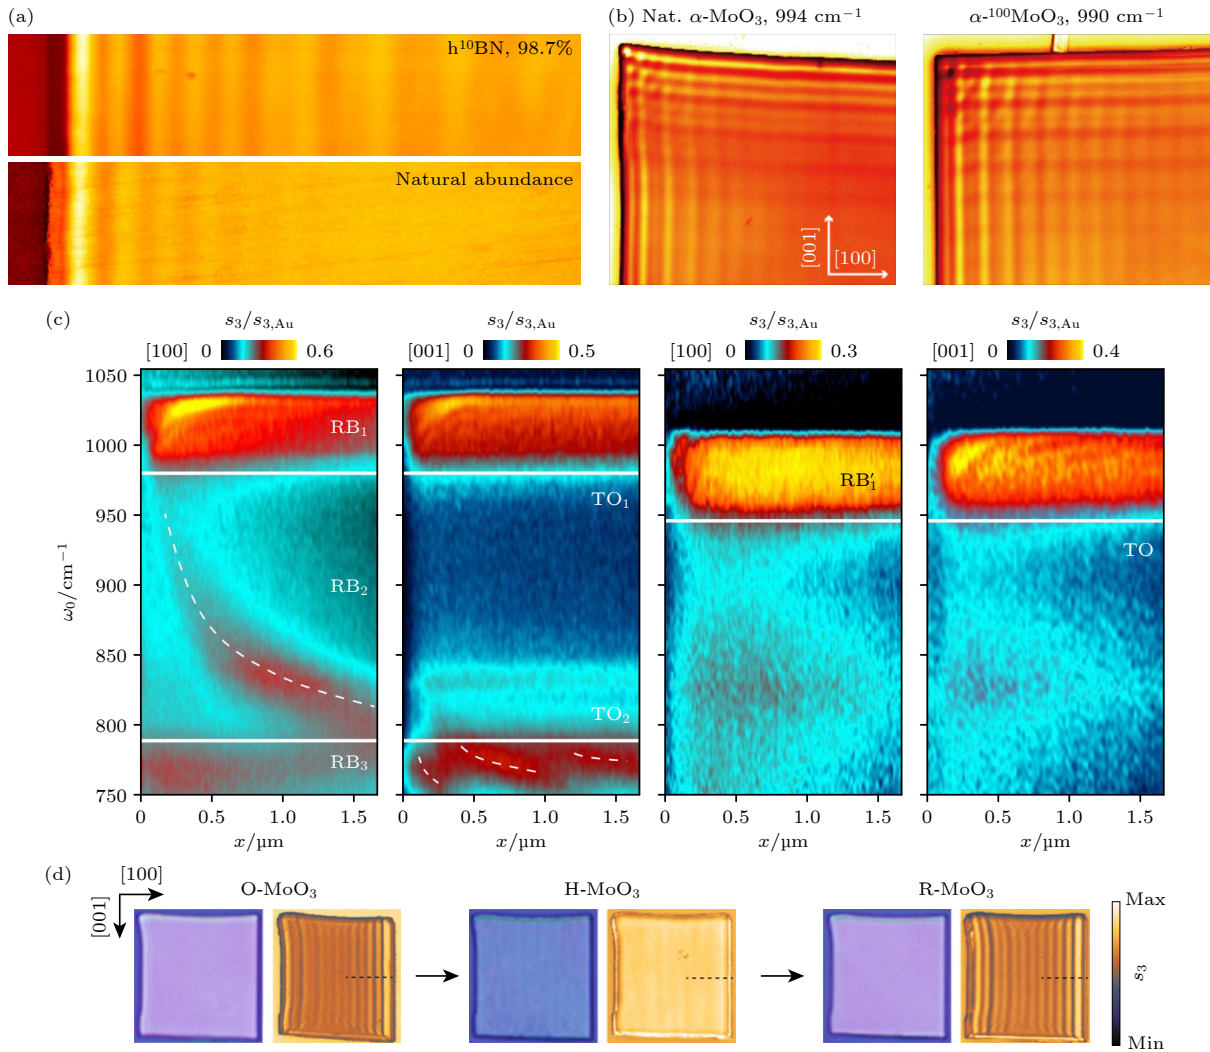 (a)
h¹⁰BN, 98.7%
Natural abundance
(b) Nat. α-MoO₃, 994 cm⁻¹
α-¹⁰⁰MoO₃, 990 cm⁻¹
[001]
[100]
(c)
s₃/s₃,Au s₃/s₃,Au s₃/s₃,Au s₃/s₃,Au
[100] 0 0.6 [001] 0 0.5 [100] 0 0.3 [001] 0 0.4
1050
1000
950
900
850
800
750
ω₀/cm⁻¹
RB₁
RB₂
RB₃
TO₁
TO₂
RB′₁
TO
0 0.5 1.0 1.5 0 0.5 1.0 1.5 0 0.5 1.0 1.5 0 0.5 1.0 1.5
x/μm x/μm x/μm x/μm
(d)
[100]
[001]
O-MoO₃ H-MoO₃ R-MoO₃
Max
s₃
Min